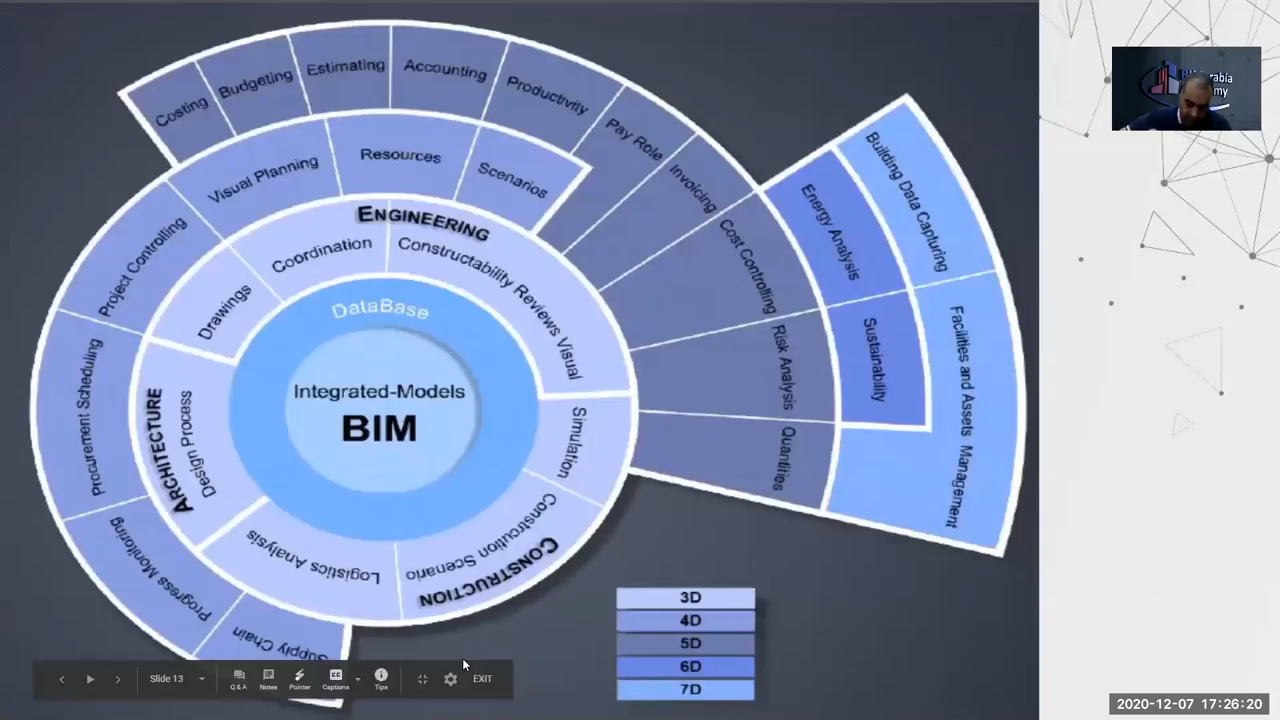 Costing
Budgeting
Estimating
Accounting
Productivity
Pay Role
Invoicing
Cost Controlling
Risk Analysis
Quantities
Building Data Capturing
Facilities and Assets Management
Energy Analysis
Sustainability
Visual Planning
Resources
Scenarios
Project Controlling
Procurement Scheduling
Progress Monitoring
Supply Chain
ENGINEERING
Drawings
Coordination
Constructability Reviews Visual
ARCHITECTURE
Design Process
Simulation
Constrcution Scenario
CONSTRUCTION
Logistics Analysis
DataBase
Integrated-Models
BIM
3D
4D
5D
6D
7D
Slide 13
Q&A
Notes
Pointer
CC
Captions
Tips
EXIT
2020-12-07 17:26:20